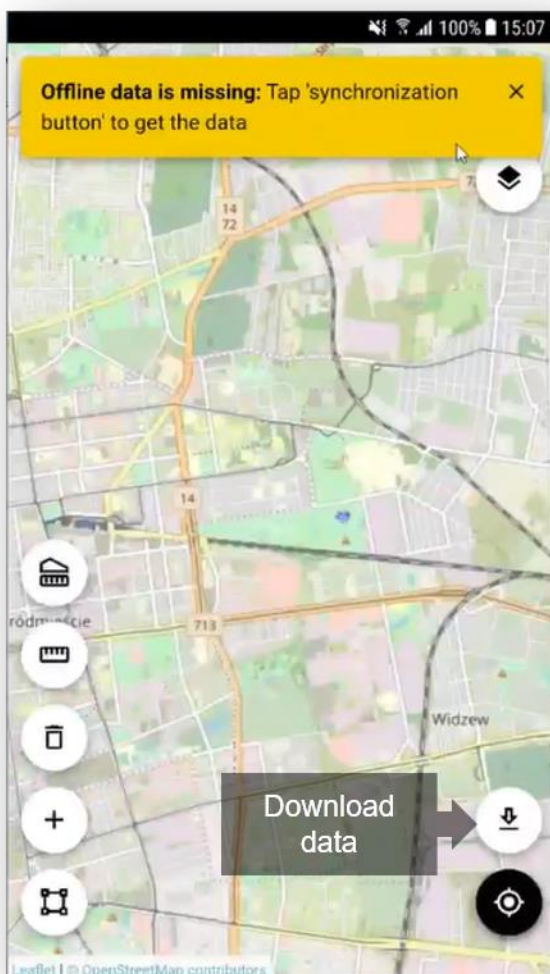 100% 15:07
Offline data is missing: Tap 'synchronization
button' to get the data
14
72
14
ródmieście
713
Widzew
Download
data
Leaflet | © OpenStreetMap contributors